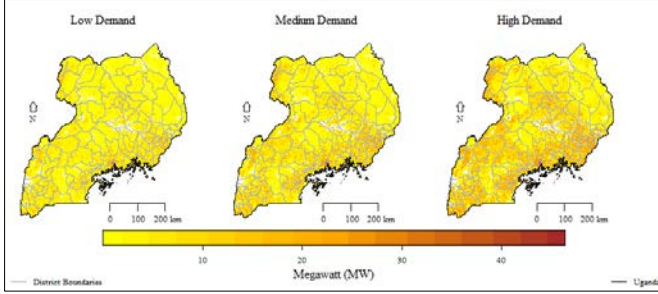 Low Demand
Medium Demand
High Demand
N
N
N
0 100 200 km
0 100 200 km
0 100 200 km
10 20 30 40
Megawatt (MW)
District Boundaries
Uganda